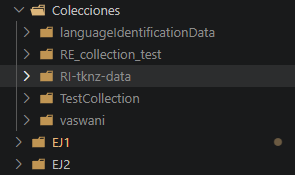 Colecciones
languageIdentificationData
RE_collection_test
RI-tknz-data
TestCollection
vaswani
EJ1
EJ2